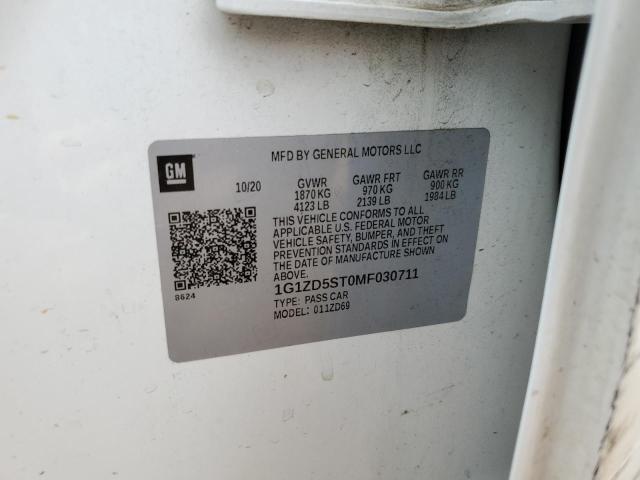 MFD BY GENERAL MOTORS LLC
GM
10/20 GVWR GAWR FRT GAWR RR
1870 KG 970 KG 900 KG
4123 LB 2139 LB 1984 LB
THIS VEHICLE CONFORMS TO ALL
APPLICABLE U.S. FEDERAL MOTOR
VEHICLE SAFETY, BUMPER, AND THEFT
PREVENTION STANDARDS IN EFFECT ON
THE DATE OF MANUFACTURE SHOWN
ABOVE.
8624
1G1ZD5ST0MF030711
TYPE: PASS CAR
MODEL: 011ZD69